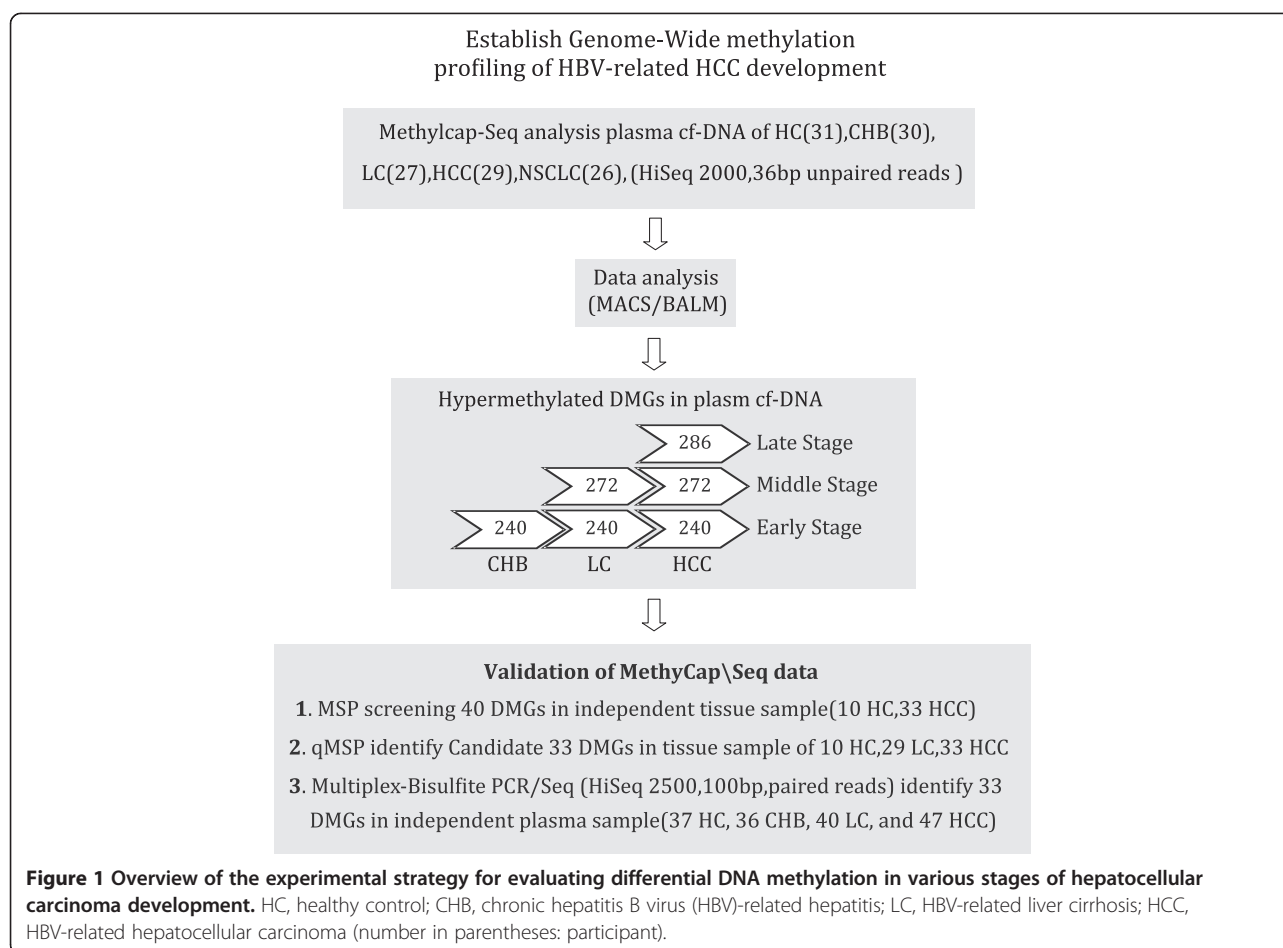 Establish Genome-Wide methylation
profiling of HBV-related HCC development
Methylcap-Seq analysis plasma cf-DNA of HC(31),CHB(30),
LC(27),HCC(29),NSCLC(26), (HiSeq 2000,36bp unpaired reads )
Data analysis
(MACS/BALM)
Hypermethylated DMGs in plasm cf-DNA
286 Late Stage
272 272 Middle Stage
240 240 240 Early Stage
CHB LC HCC
Validation of MethyCap\Seq data
1. MSP screening 40 DMGs in independent tissue sample(10 HC,33 HCC)
2. qMSP identify Candidate 33 DMGs in tissue sample of 10 HC,29 LC,33 HCC
3. Multiplex-Bisulfite PCR/Seq (HiSeq 2500,100bp,paired reads) identify 33
DMGs in independent plasma sample(37 HC, 36 CHB, 40 LC, and 47 HCC)
Figure 1 Overview of the experimental strategy for evaluating differential DNA methylation in various stages of hepatocellular
carcinoma development. HC, healthy control; CHB, chronic hepatitis B virus (HBV)-related hepatitis; LC, HBV-related liver cirrhosis; HCC,
HBV-related hepatocellular carcinoma (number in parentheses: participant).